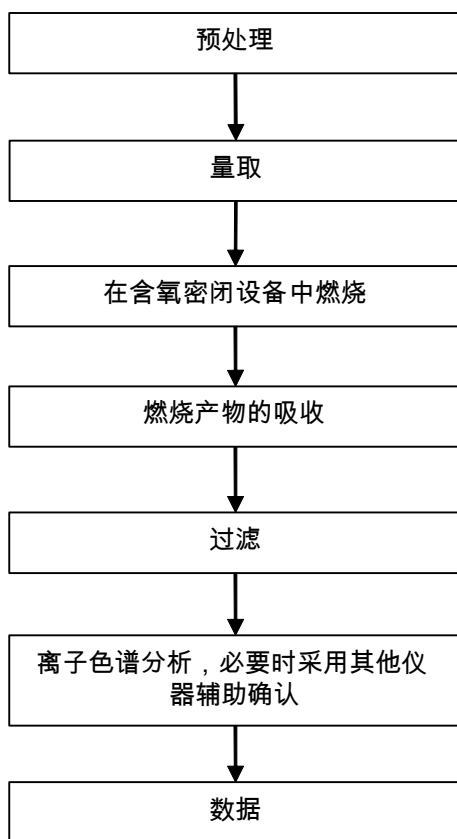 预处理
量取
在含氧密闭设备中燃烧
燃烧产物的吸收
过滤
离子色谱分析，必要时采用其他仪
器辅助确认
数据